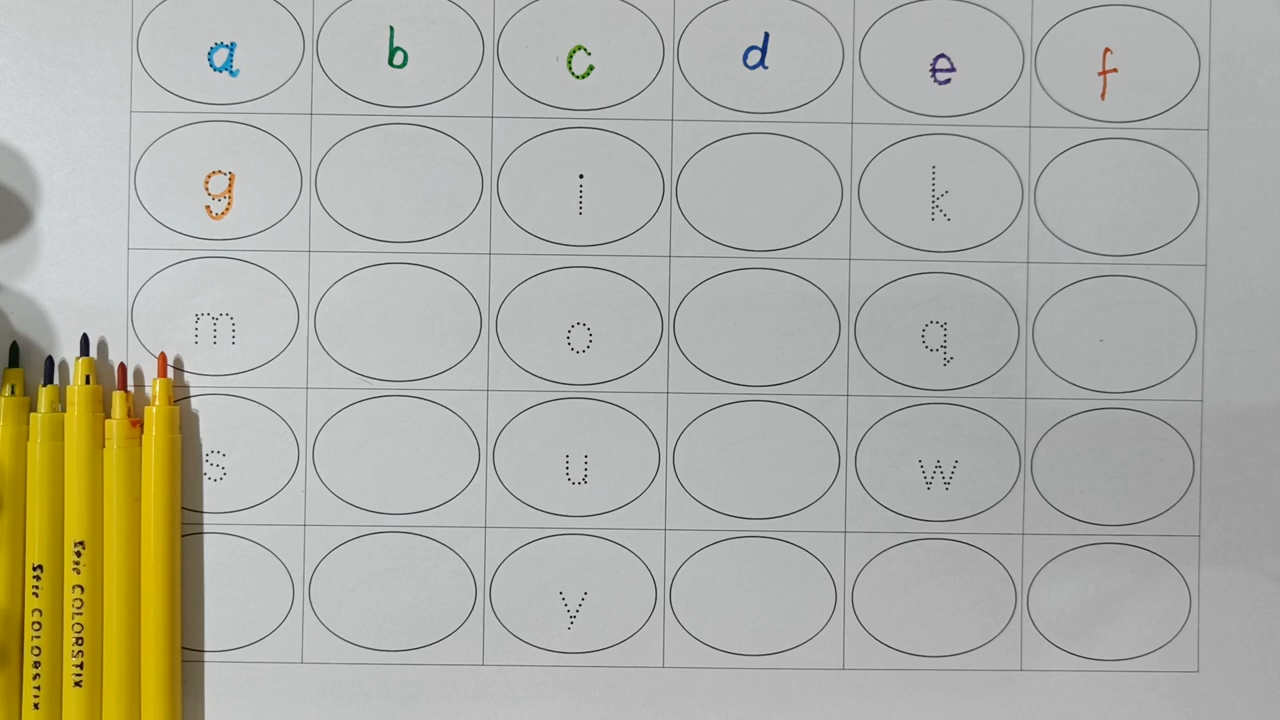 a b c d e f
g i k
m o q
s u w
y
Stic COLORSTIX
Stic COLORSTIX